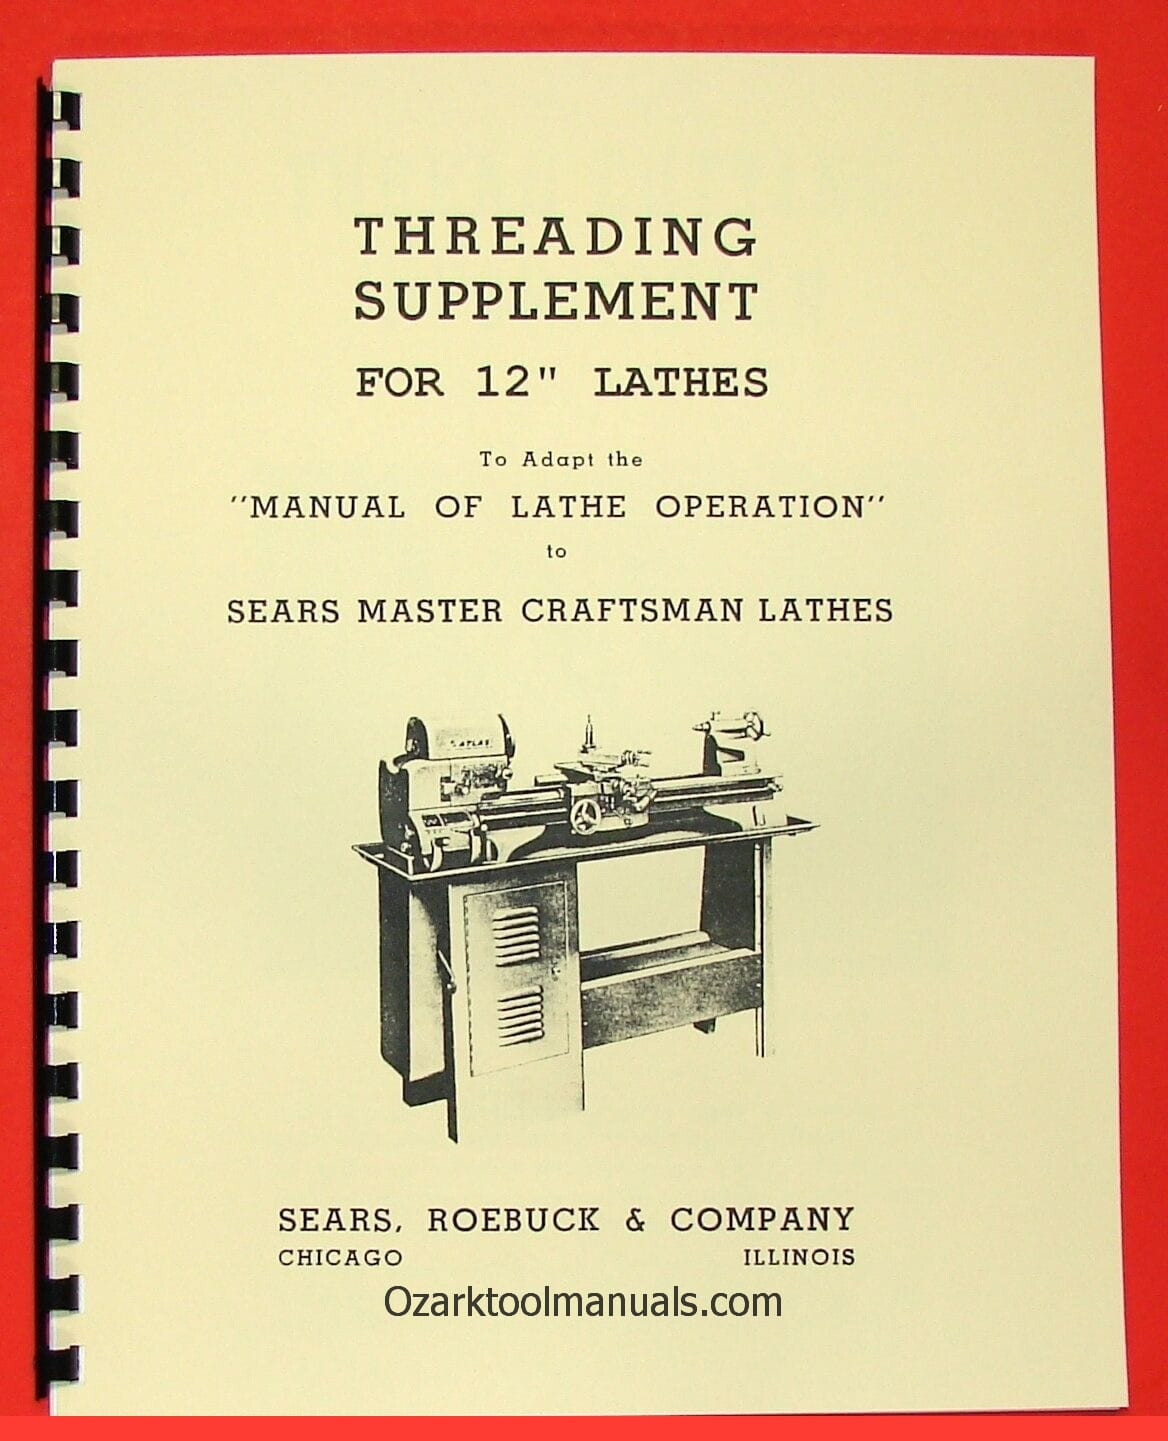 THREADING
SUPPLEMENT
FOR 12" LATHES
To Adapt the
"MANUAL OF LATHE OPERATION"
to
SEARS MASTER CRAFTSMAN LATHES
ATLAS
SEARS, ROEBUCK & COMPANY
CHICAGO ILLINOIS
Ozarktoolmanuals.com